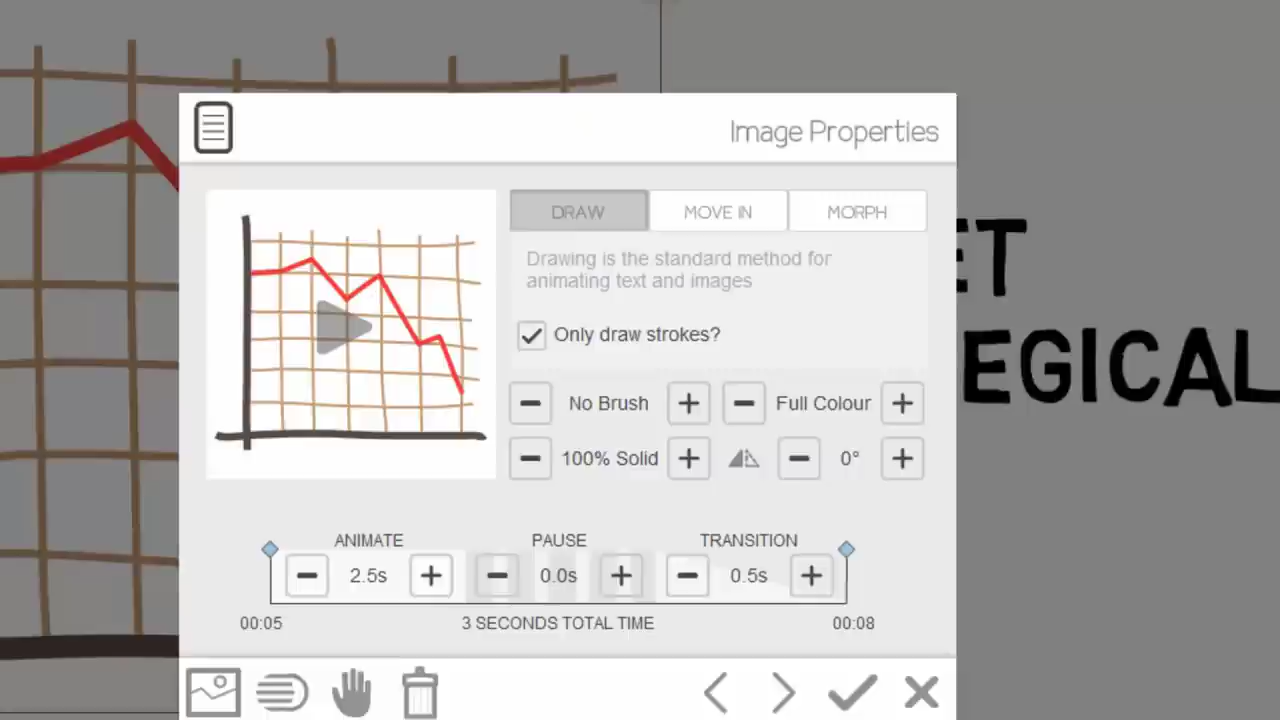 Image Properties
DRAW MOVE IN MORPH
Drawing is the standard method for
animating text and images
Only draw strokes?
No Brush Full Colour
100% Solid 0°
ET
EGICAL
ANIMATE PAUSE TRANSITION
2.5s 0.0s 0.5s
00:05 3 SECONDS TOTAL TIME 00:08